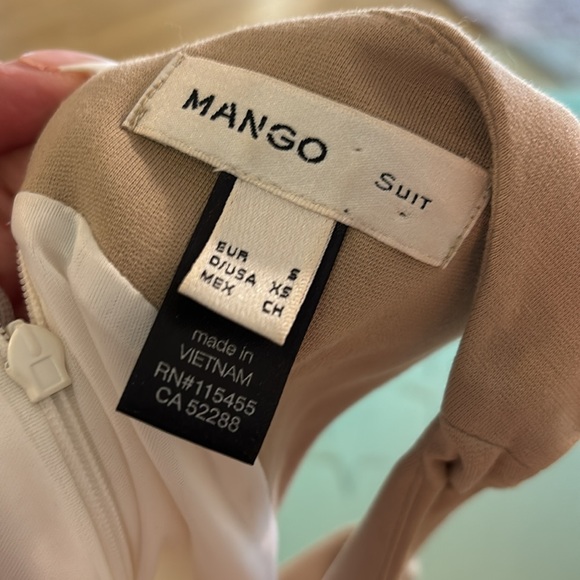 MANGO SUIT
EUR S
D/USA XS
MEX CH
made in
VIETNAM
RN#115455
CA 52288